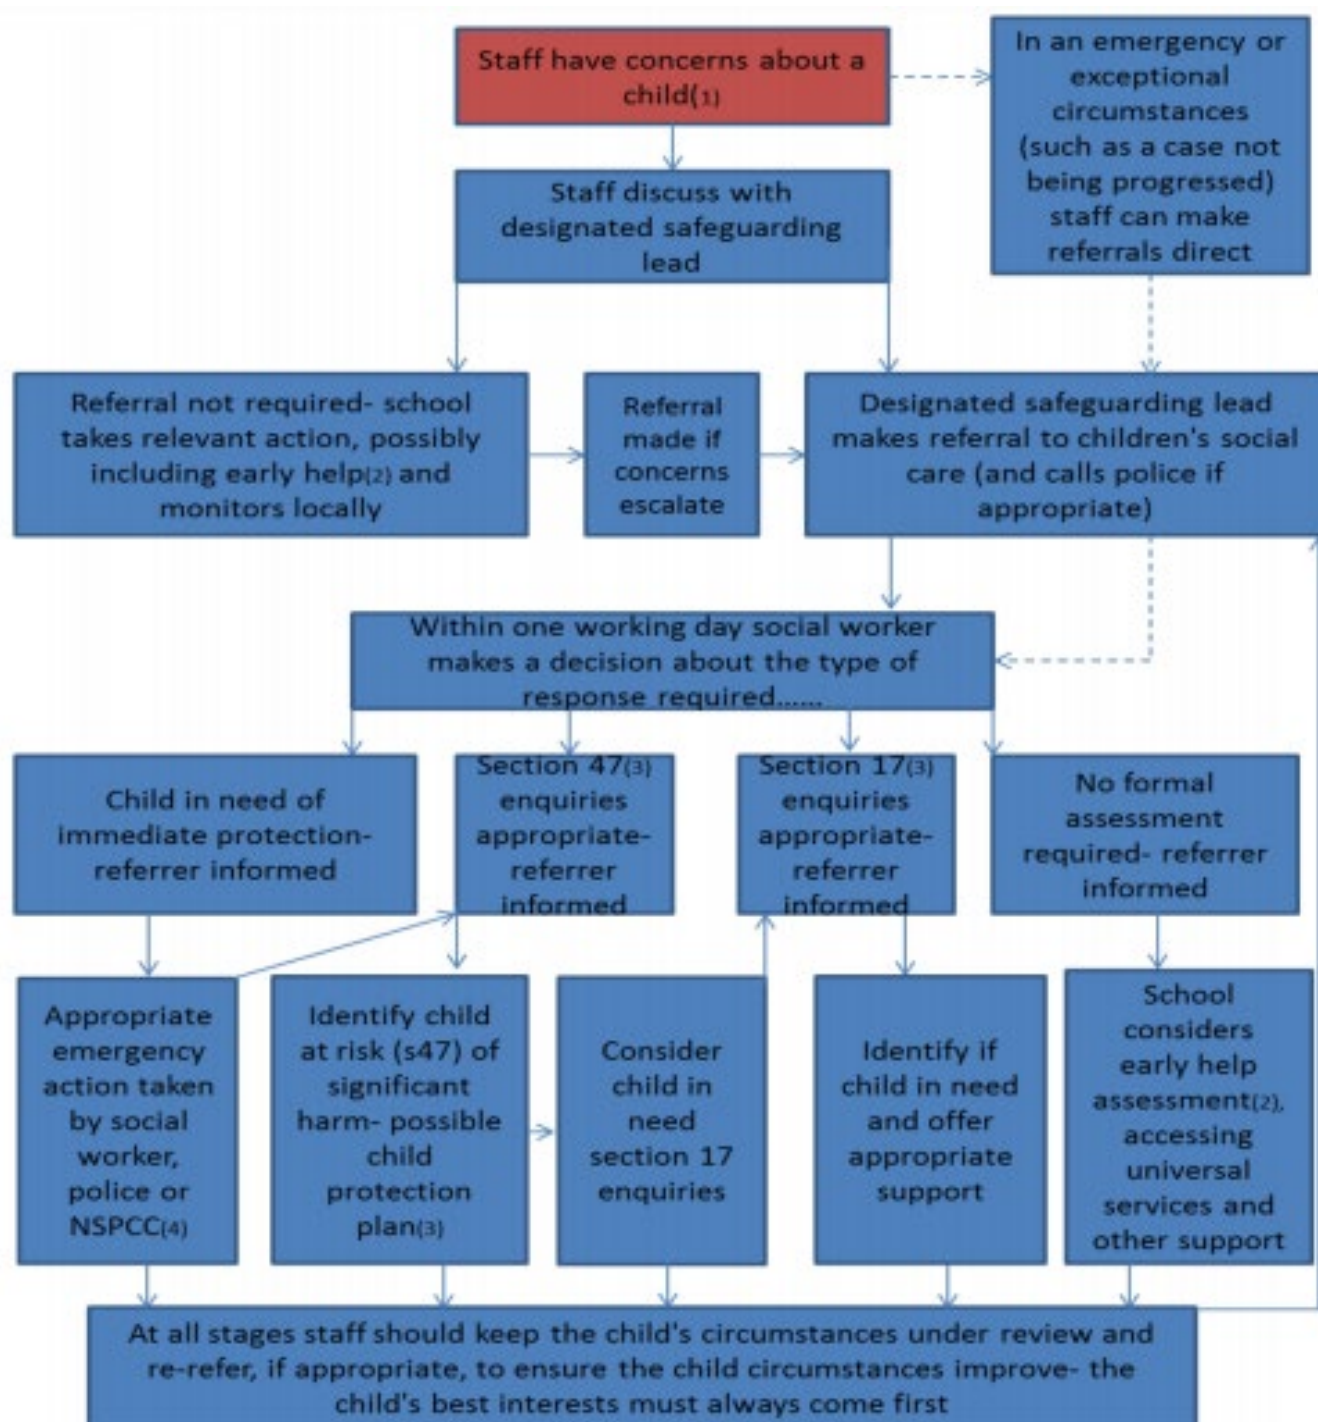 Staff have concerns about a
child(1)
In an emergency or
exceptional
circumstances
(such as a case not
being progressed)
staff can make
referrals direct
Staff discuss with
designated safeguarding
lead
Referral not required- school
takes relevant action, possibly
including early help(2) and
monitors locally
Referral
made if
concerns
escalate
Designated safeguarding lead
makes referral to children's social
care (and calls police if
appropriate)
Within one working day social worker
makes a decision about the type of
response required......
Child in need of
immediate protection-
referrer informed
Section 47(3)
enquiries
appropriate-
referrer
informed
Section 17(3)
enquiries
appropriate-
referrer
informed
No formal
assessment
required- referrer
informed
Appropriate
emergency
action taken
by social
worker,
police or
NSPCC(4)
Identify child
at risk (s47) of
significant
harm- possible
child
protection
plan(3)
Consider
child in
need
section 17
enquiries
Identify if
child in need
and offer
appropriate
support
School
considers
early help
assessment(2),
accessing
universal
services and
other support
At all stages staff should keep the child's circumstances under review and
re-refer, if appropriate, to ensure the child circumstances improve- the
child's best interests must always come first